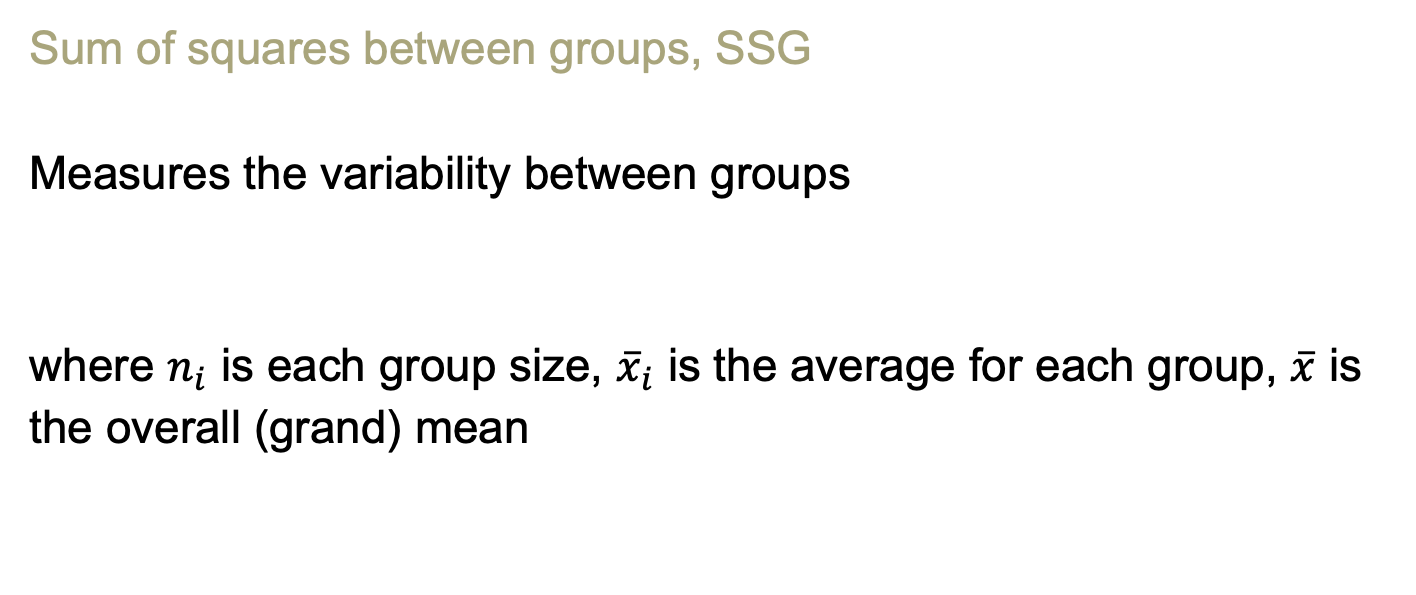 Sum of squares between groups, SSG
Measures the variability between groups
where nᵢ is each group size, x̄ᵢ is the average for each group, x̄ is
the overall (grand) mean